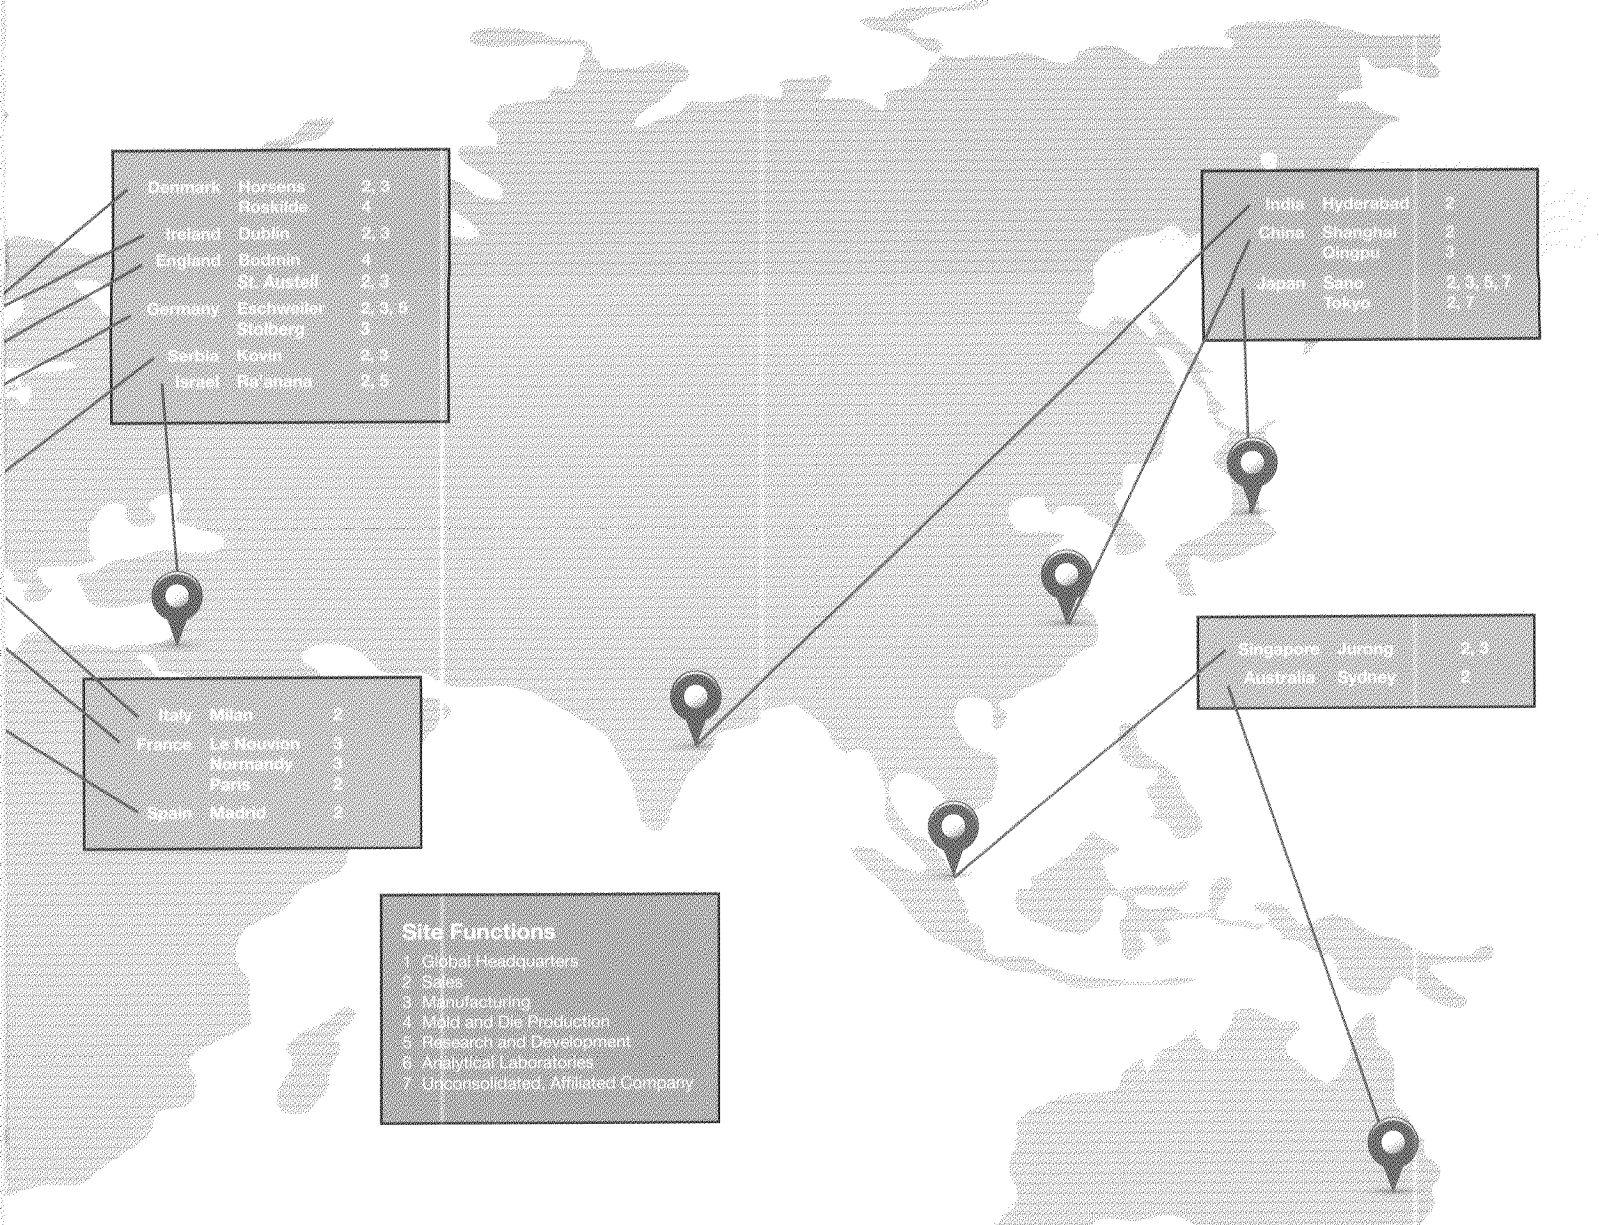 Denmark Horsens 2, 3
Roskilde 4
Ireland Dublin 2, 3
England Bodmin 4
St. Austell 2, 3
Germany Eschweiler 2, 3, 5
Stolberg 3
Serbia Kovin 2, 3
Israel Ra'anana 2, 5
India Hyderabad 2
China Shanghai 2
Qingpu 3
Japan Sano 2, 3, 5, 7
Tokyo 2, 7
Singapore Jurong 2, 3
Australia Sydney 2
Italy Milan 2
France Le Nouvion 3
Normandy 3
Paris 2
Spain Madrid 2
Site Functions
1 Global Headquarters
2 Sales
3 Manufacturing
4 Mold and Die Production
5 Research and Development
6 Analytical Laboratories
7 Unconsolidated, Affiliated Company